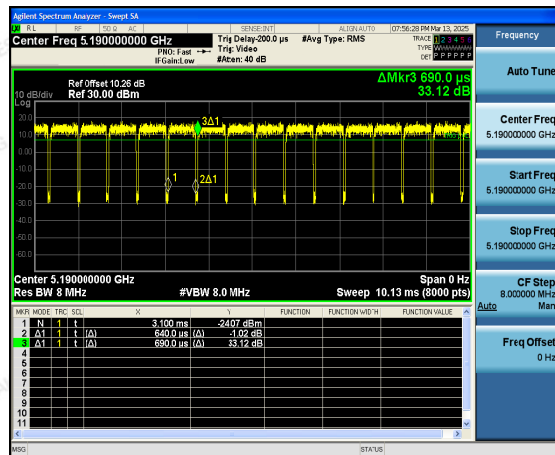 Agilent Spectrum Anayzer - Swept SA
RL RF 50 Ω AC SENSE:INT ALIGN AUTO 07:56:28 PM Mar 13, 2025
Center Freq 5.190000000 GHz Trig Delay-200.0 µs #Avg Type: RMS TRACE 1 2 3 4 5 6
PNO: Fast Trig: Video TYPE
IFGain:Low #Atten: 40 dB DET P P P P P P
Frequency
ΔMkr3 690.0 µs
33.12 dB
Ref Offset 10.26 dB
10 dB/div Ref 30.00 dBm
Log
20.0
10.0
0.00
-10.0
-20.0
-30.0
-40.0
-50.0
-60.0
3Δ1
1
2Δ1
Center 5.190000000 GHz Span 0 Hz
Res BW 8 MHz #VBW 8.0 MHz Sweep 10.13 ms (8000 pts)
MKR MODE TRC SCL X Y FUNCTION FUNCTION WIDTH FUNCTION VALUE
1 N 1 t 3.100 ms -2407 dBm
2 Δ1 1 t (Δ) 640.0 µs (Δ) -1.02 dB
3 Δ1 1 t (Δ) 690.0 µs (Δ) 33.12 dB
4
5
6
7
8
9
10
11
MSG STATUS
Auto Tune
Center Freq
5.190000000 GHz
Start Freq
5.190000000 GHz
Stop Freq
5.190000000 GHz
CF Step
8.000000 MHz
Auto Man
Freq Offset
0 Hz